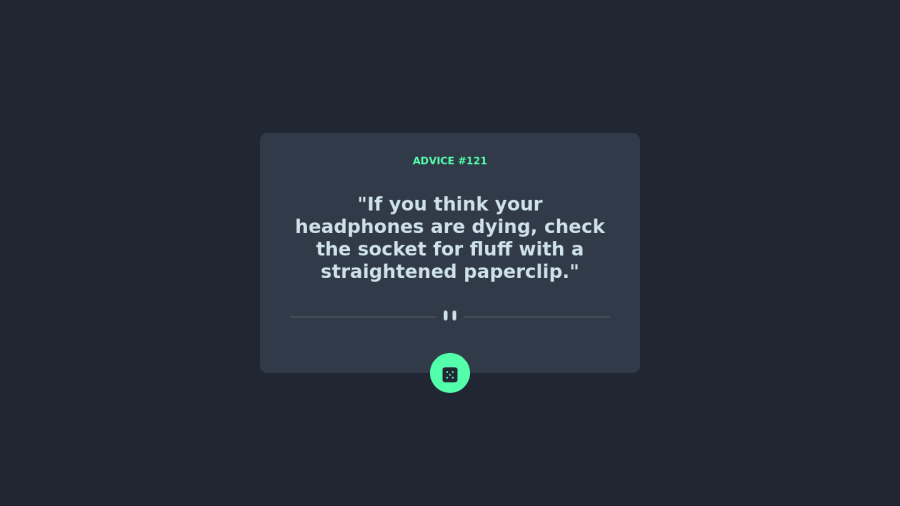 ADVICE #121
"If you think your
headphones are dying, check
the socket for fluff with a
straightened paperclip."